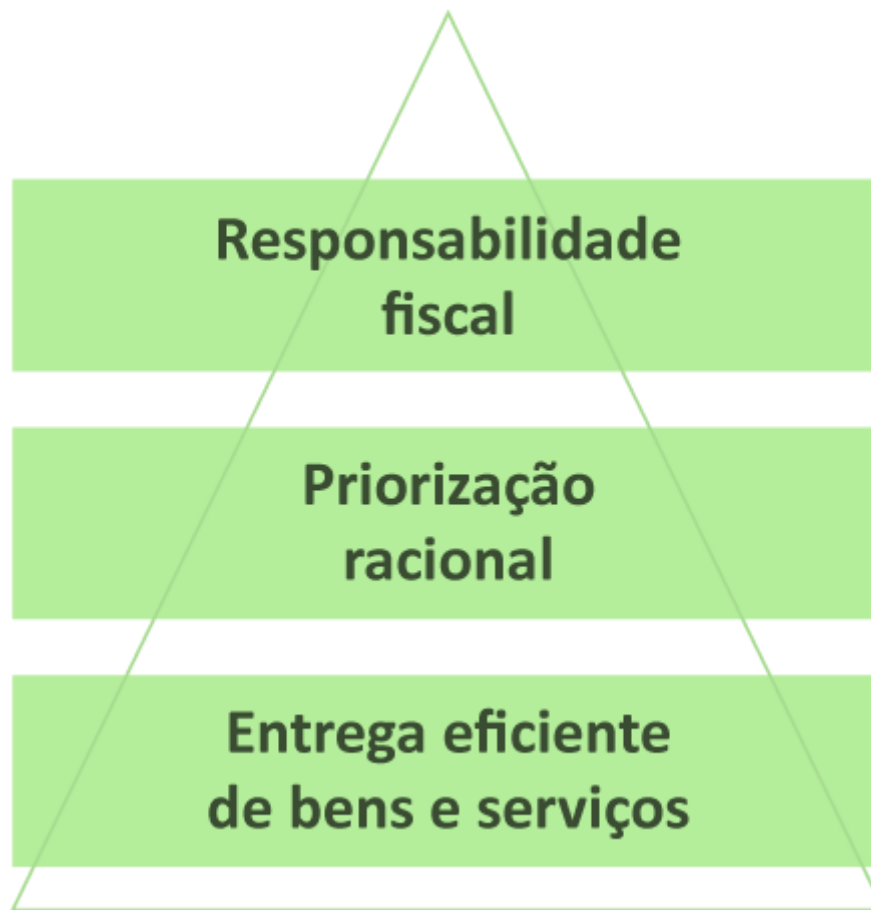 Responsabilidade
fiscal
Priorização
racional
Entrega eficiente
de bens e serviços